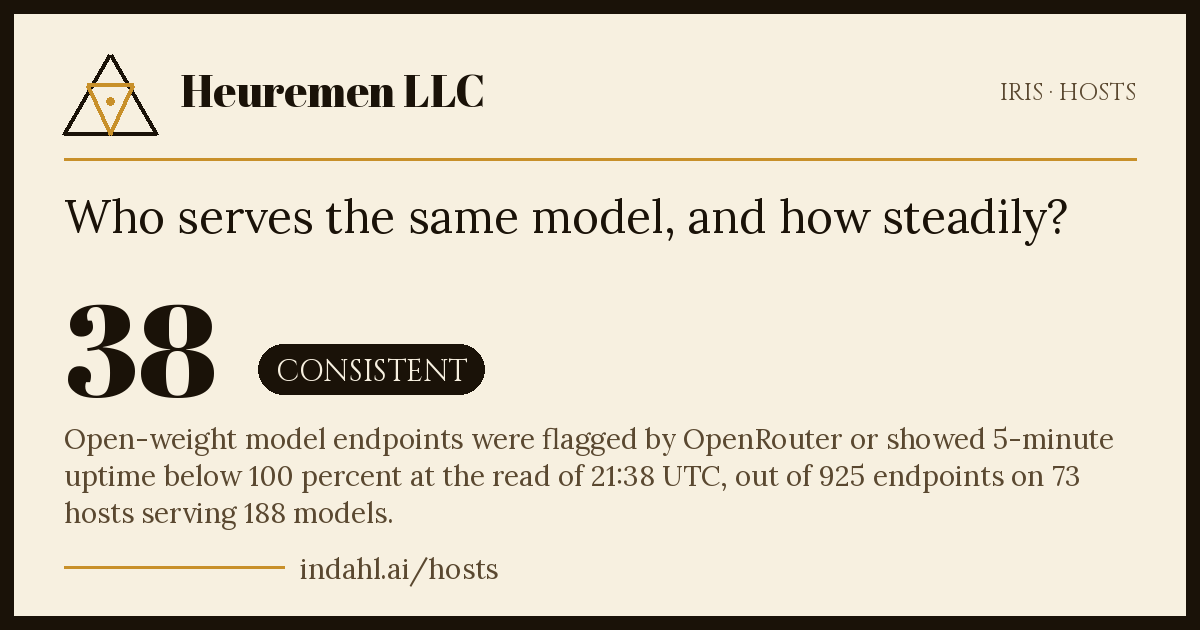 Heuremen LLC
IRIS · HOSTS
Who serves the same model, and how steadily?
38
CONSISTENT
Open-weight model endpoints were flagged by OpenRouter or showed 5-minute
uptime below 100 percent at the read of 21:38 UTC, out of 925 endpoints on 73
hosts serving 188 models.
indahl.ai/hosts